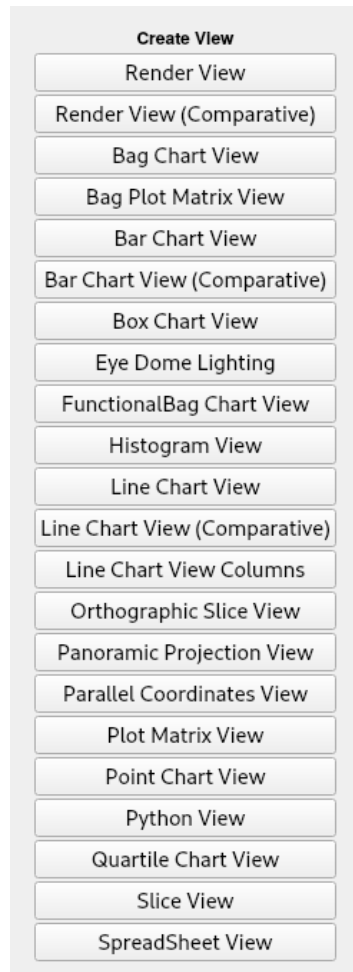 Create View
Render View
Render View (Comparative)
Bag Chart View
Bag Plot Matrix View
Bar Chart View
Bar Chart View (Comparative)
Box Chart View
Eye Dome Lighting
FunctionalBag Chart View
Histogram View
Line Chart View
Line Chart View (Comparative)
Line Chart View Columns
Orthographic Slice View
Panoramic Projection View
Parallel Coordinates View
Plot Matrix View
Point Chart View
Python View
Quartile Chart View
Slice View
SpreadSheet View